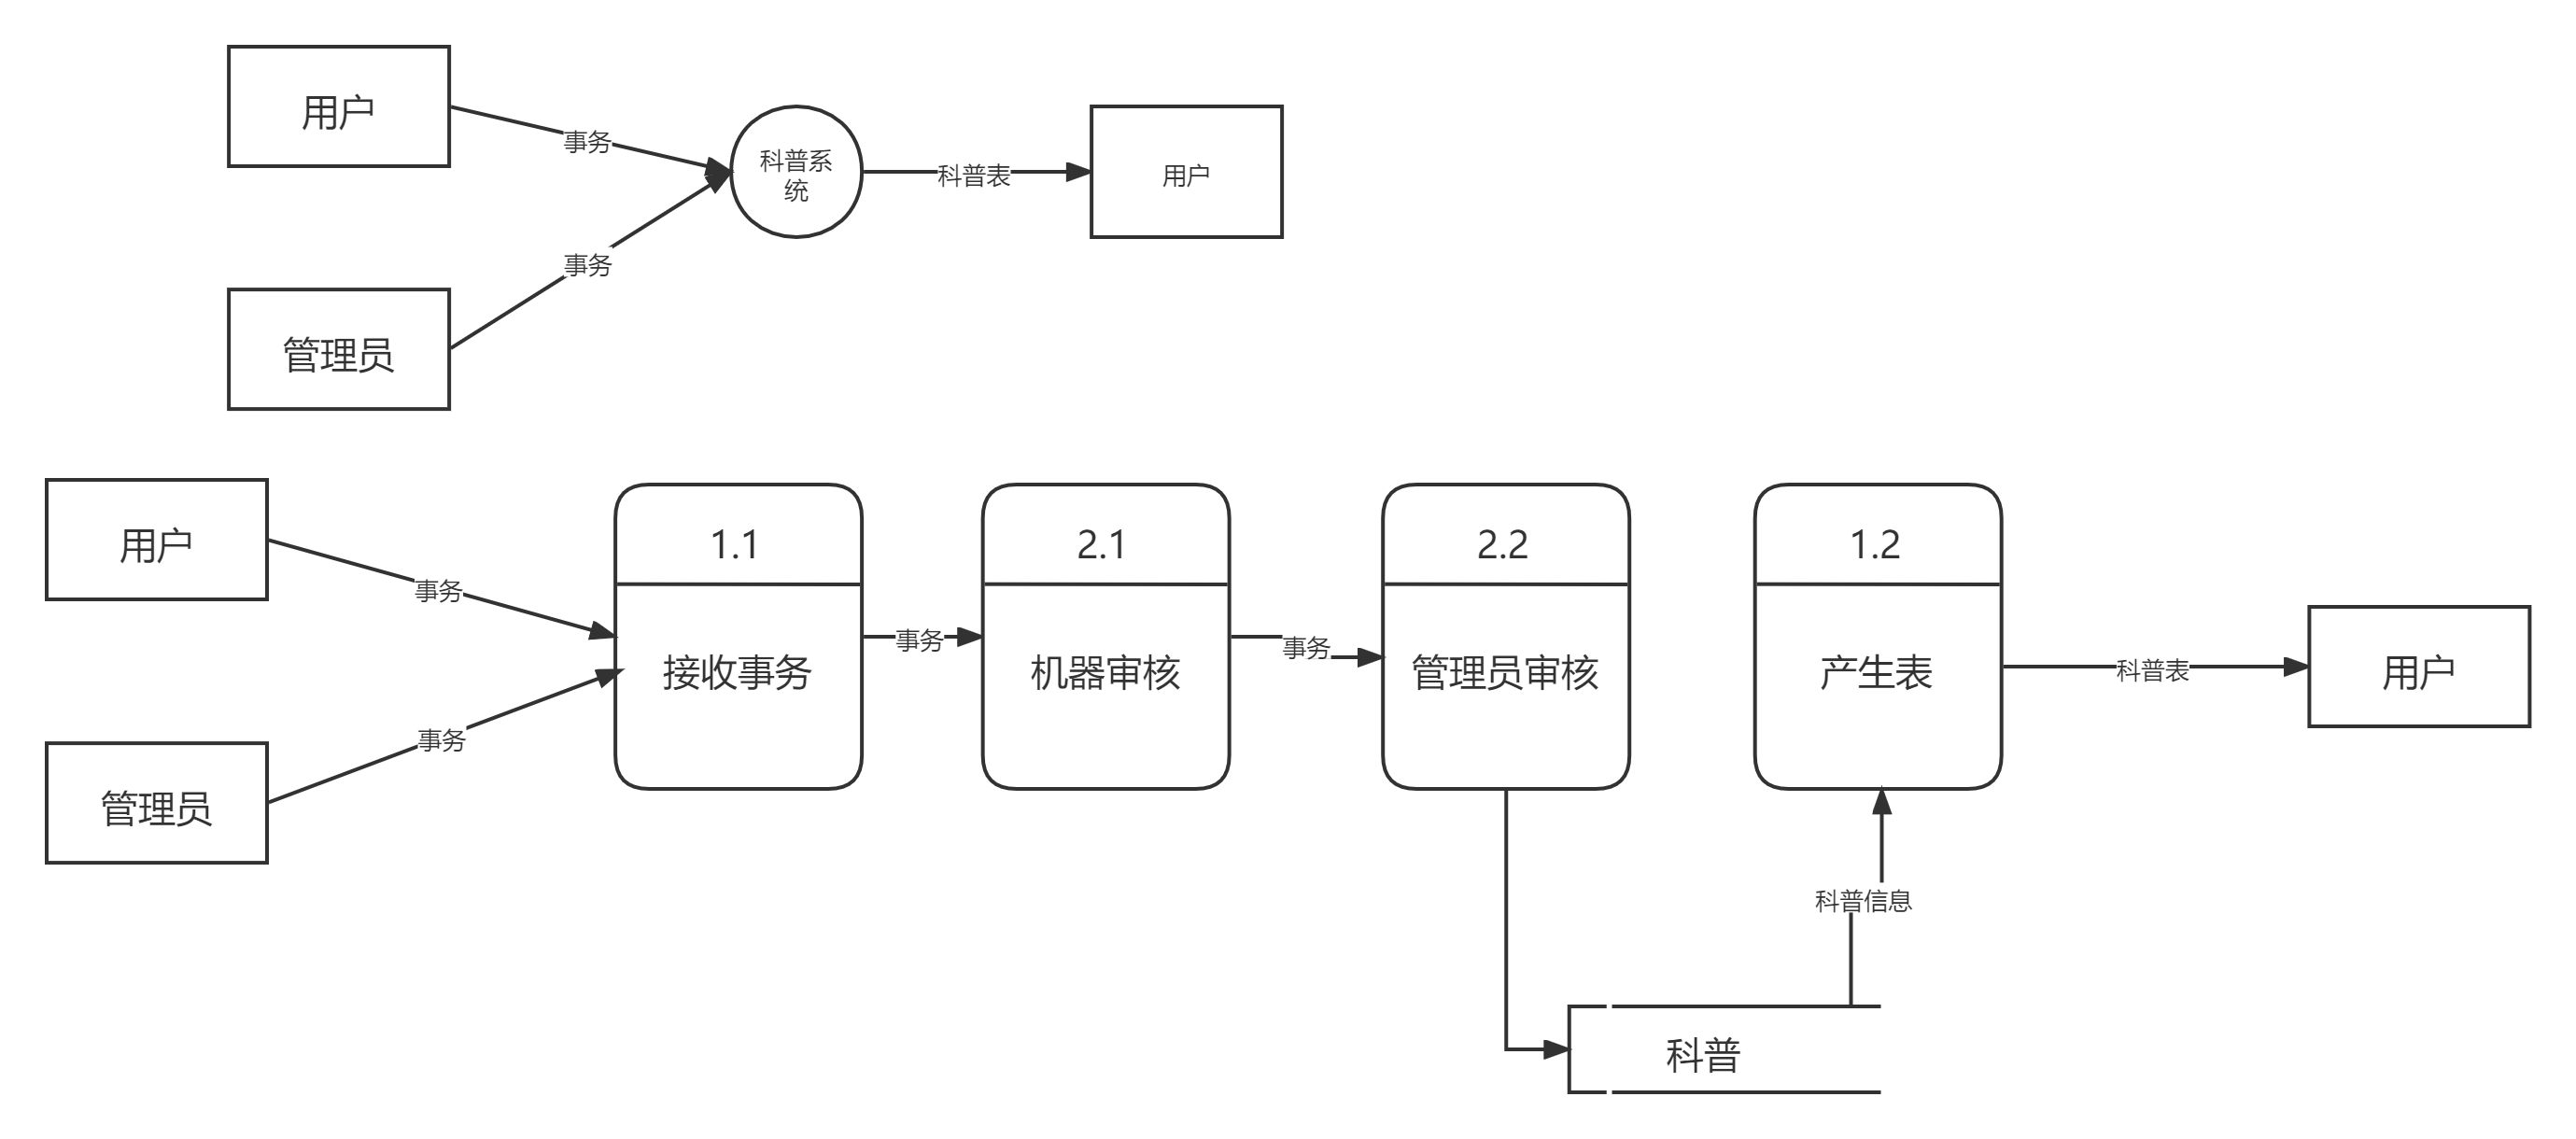 用户
事务
科普系
统
科普表
用户
事务
管理员
用户
事务
1.1
接收事务
事务
2.1
机器审核
事务
2.2
管理员审核
1.2
产生表
科普表
用户
事务
管理员
科普信息
科普